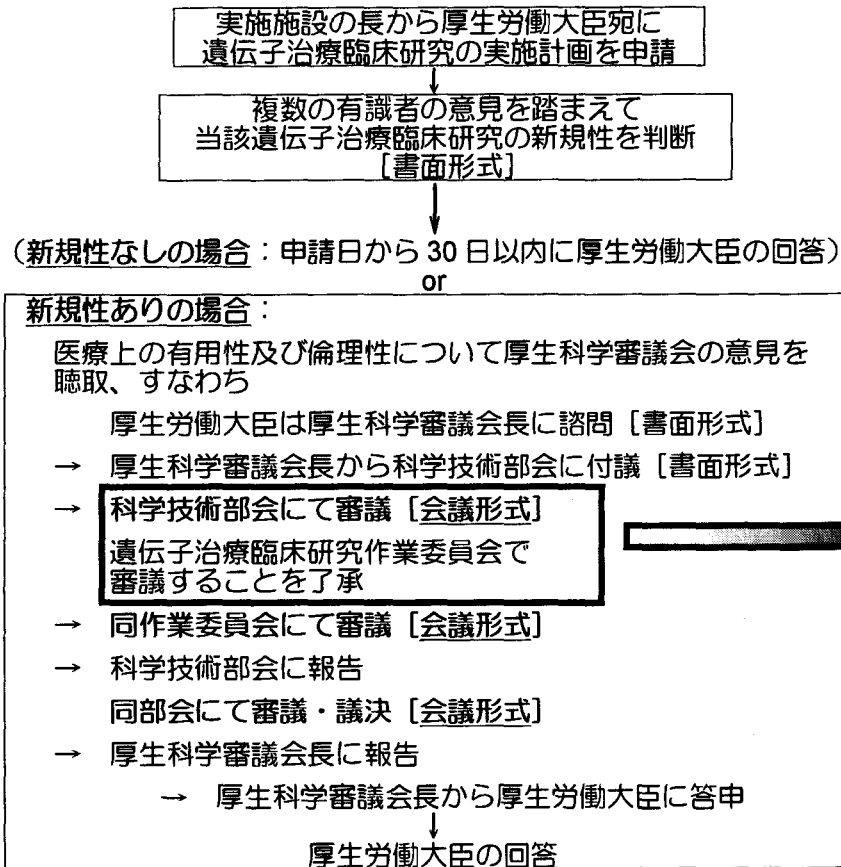 実施施設の長から厚生労働大臣宛に
遺伝子治療臨床研究の実施計画を申請
↓
複数の有識者の意見を踏まえて
当該遺伝子治療臨床研究の新規性を判断
[書面形式]
↓
（新規性なしの場合：申請日から 30 日以内に厚生労働大臣の回答）
or
新規性ありの場合：
医療上の有用性及び倫理性について厚生科学審議会の意見を
聴取、すなわち
厚生労働大臣は厚生科学審議会長に諮問［書面形式］
→ 厚生科学審議会長から科学技術部会に付議［書面形式］
→ 科学技術部会にて審議［会議形式］
遺伝子治療臨床研究作業委員会で
審議することを了承
→ 同作業委員会にて審議［会議形式］
→ 科学技術部会に報告
同部会にて審議・議決［会議形式］
→ 厚生科学審議会長に報告
→ 厚生科学審議会長から厚生労働大臣に答申
↓
厚生労働大臣の回答